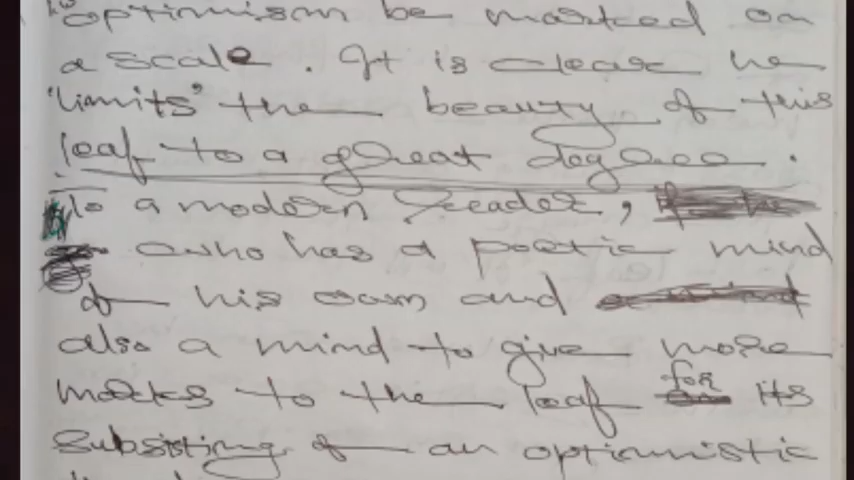 optimism be marked on
a scale. It is clear he
'limits' the beauty of this
leaf to a great degree.
To a modern reader,
who has a poetic mind
of his own and
also a mind to give more
marks to the leaf for its
Subsisting of an optimistic